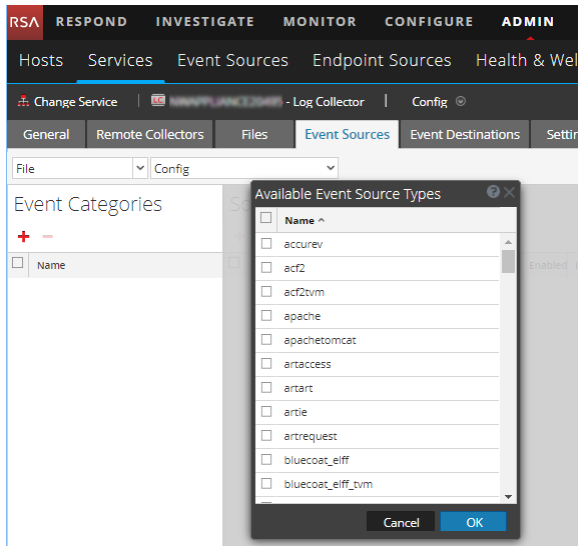 RSA RESPOND INVESTIGATE MONITOR CONFIGURE ADMIN
Hosts Services Event Sources Endpoint Sources Health & Wel
Change Service LC - Log Collector Config
General Remote Collectors Files Event Sources Event Destinations Settin
File Config
Event Categories
Name
Available Event Source Types
Name
accurev
Enabled
acf2
acf2tvm
apache
apachetomcat
artaccess
artart
artie
artrequest
bluecoat_elff
bluecoat_elff_tvm
Cancel OK